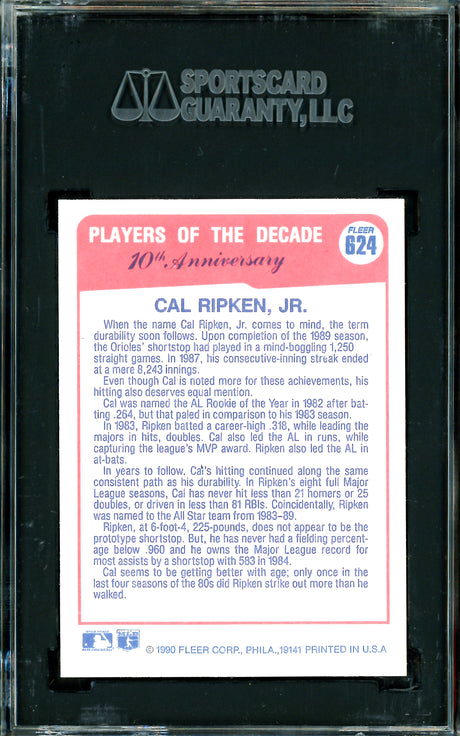 SPORTSCARD
GUARANTY, LLC
PLAYERS OF THE DECADE
10th Anniversary
FLEER
624
CAL RIPKEN, JR.
When the name Cal Ripken, Jr. comes to mind, the term
durability soon follows. Upon completion of the 1989 season,
the Orioles' shortstop had played in a mind-boggling 1,250
straight games. In 1987, his consecutive-inning streak ended
at a mere 8,243 innings.
Even though Cal is noted more for these achievements, his
hitting also deserves equal mention.
Cal was named the AL Rookie of the Year in 1982 after bat-
ting .264, but that paled in comparison to his 1983 season.
In 1983, Ripken batted a career-high .318, while leading the
majors in hits, doubles. Cal also led the AL in runs, while
capturing the league's MVP award. Ripken also led the AL in
at-bats.
In years to follow, Cal's hitting continued along the same
consistent path as his durability. In Ripken's eight full Major
League seasons, Cal has never hit less than 21 homers or 25
doubles, or driven in less than 81 RBIs. Coincidentally, Ripken
was named to the All Star team from 1983-89.
Ripken, at 6-foot-4, 225-pounds, does not appear to be the
prototype shortstop. But, he has never had a fielding percent-
age below .960 and he owns the Major League record for
most assists by a shortstop with 583 in 1984.
Cal seems to be getting better with age; only once in the
last four seasons of the 80s did Ripken strike out more than he
walked.
© 1990 FLEER CORP., PHILA., 19141 PRINTED IN U.S.A